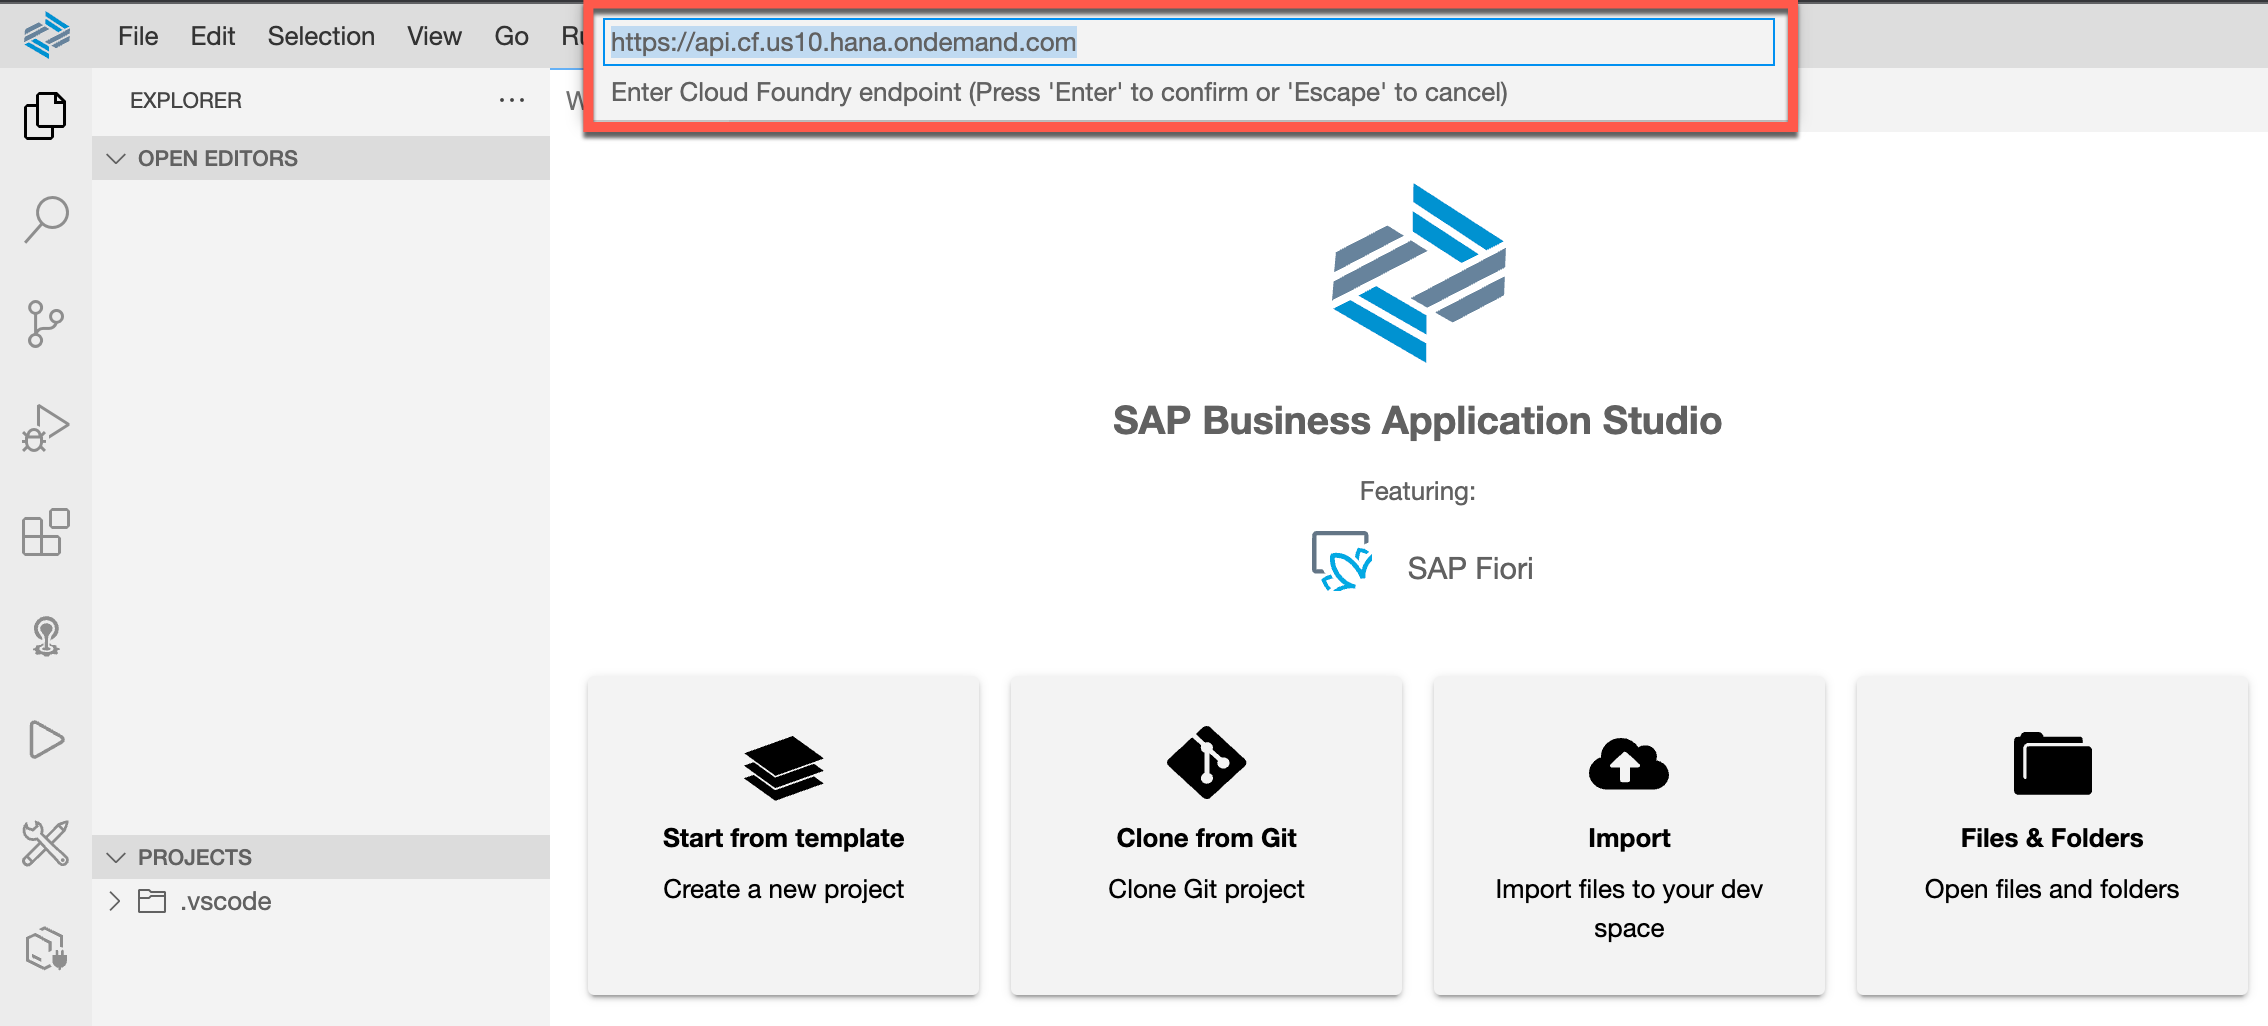 File Edit Selection View Go Ru
https://api.cf.us10.hana.ondemand.com
Enter Cloud Foundry endpoint (Press 'Enter' to confirm or 'Escape' to cancel)
EXPLORER
OPEN EDITORS
SAP Business Application Studio
Featuring:
SAP Fiori
Start from template
Create a new project
Clone from Git
Clone Git project
Import
Import files to your dev
space
Files & Folders
Open files and folders
PROJECTS
.vscode